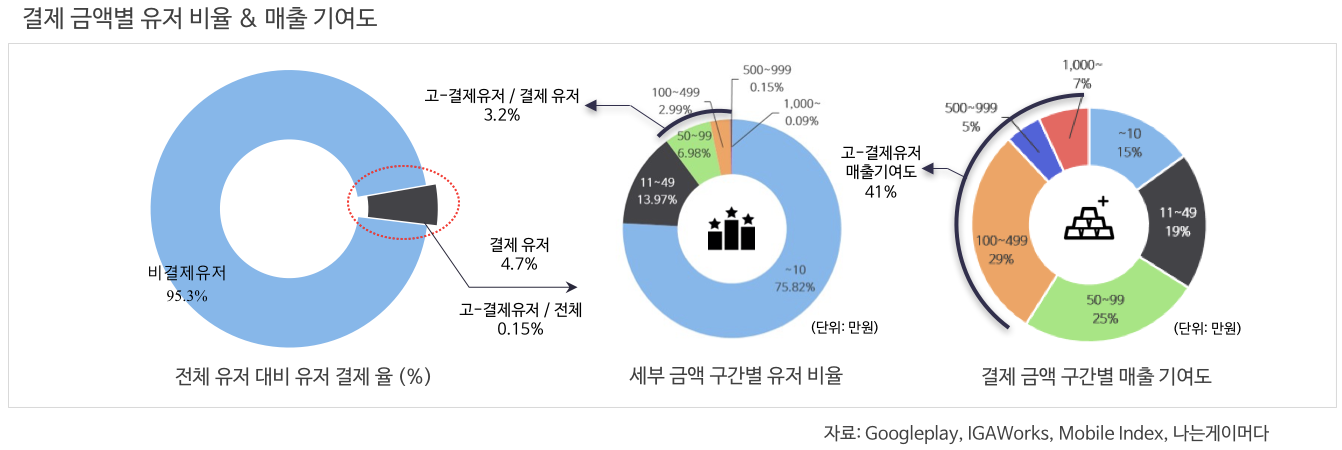 결제 금액별 유저 비율 & 매출 기여도
비결제유저
95.3%
결제 유저
4.7%
고-결제유저 / 전체
0.15%
전체 유저 대비 유저 결제 율 (%)
고-결제유저 / 결제 유저
3.2%
500~999
0.15%
100~499
2.99%
1,000~
0.09%
50~99
6.98%
11~49
13.97%
~10
75.82%
(단위: 만원)
세부 금액 구간별 유저 비율
1,000~
7%
500~999
5%
고-결제유저
매출기여도
41%
~10
15%
11~49
19%
100~499
29%
50~99
25%
(단위: 만원)
결제 금액 구간별 매출 기여도
자료: Googleplay, IGAWorks, Mobile Index, 나는게이머다